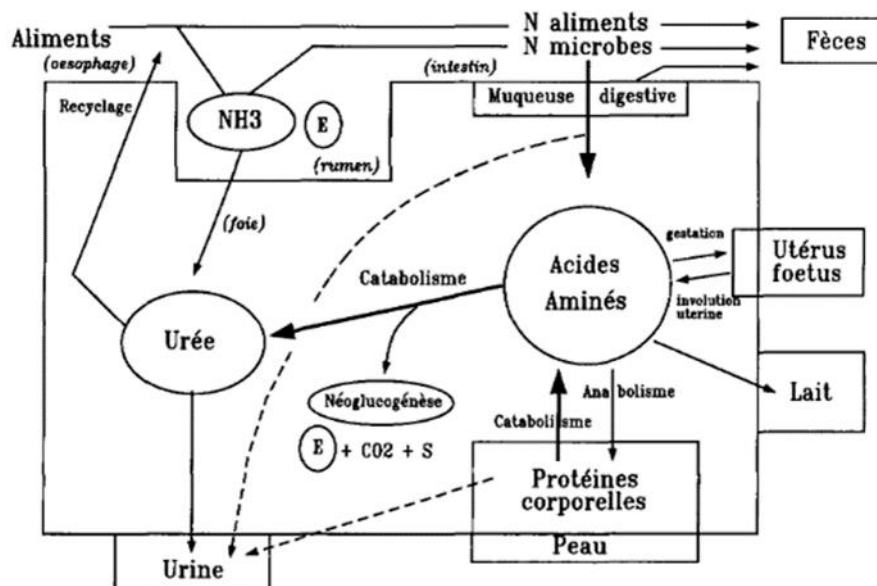 Aliments
(oesophage)
Recyclage
N aliments
N microbes
Fèces
(intestin)
Muqueuse digestive
NH3
E
(rumen)
(foie)
Catabolisme
Acides
Aminés
gestation
Utérus
foetus
involution
uterine
Urée
Néoglucogénèse
E + CO2 + S
Anabolisme
Catabolisme
Lait
Protéines
corporelles
Peau
Urine